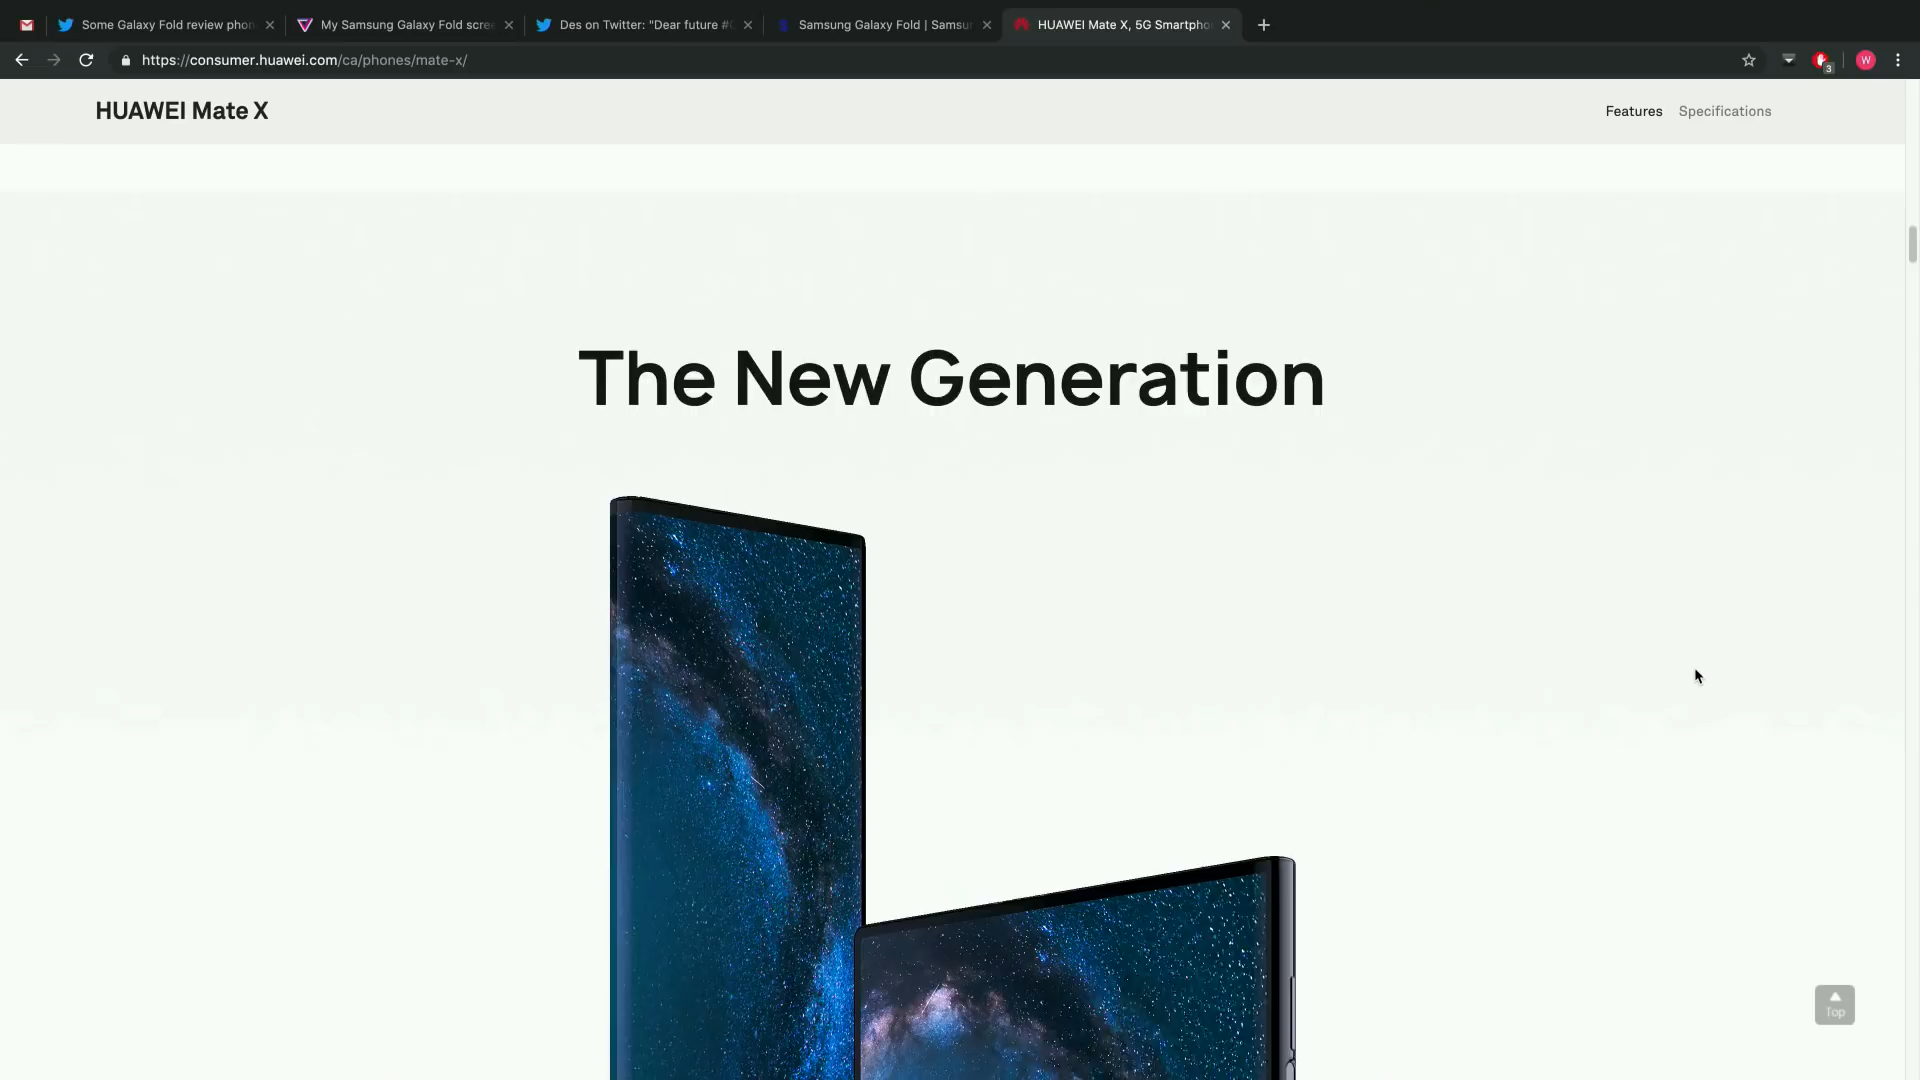 Some Galaxy Fold review phon
My Samsung Galaxy Fold scre
Des on Twitter: "Dear future #
Samsung Galaxy Fold | Samsu
HUAWEI Mate X, 5G Smartpho
https://consumer.huawei.com/ca/phones/mate-x/
3
W
HUAWEI Mate X
Features
Specifications
The New Generation
Top